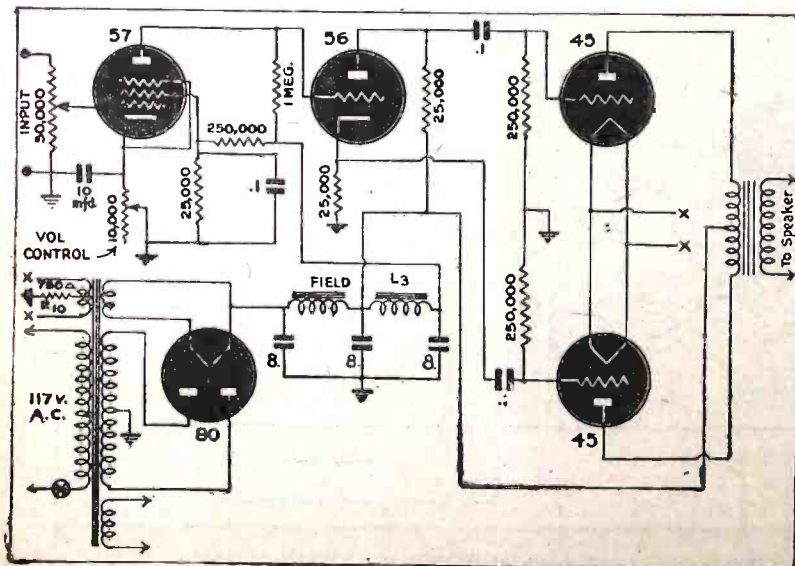 57
56
.1
45
INPUT
50,000
1 MEG.
250,000
25,000
250,000
10
mfd.
10,000
25,000
.1
25,000
To Speaker
VOL
CONTROL
x
x
x
750
R10
x
FIELD
L3
8.
8.
8.
250,000
.1
117 v.
A.C.
80
45